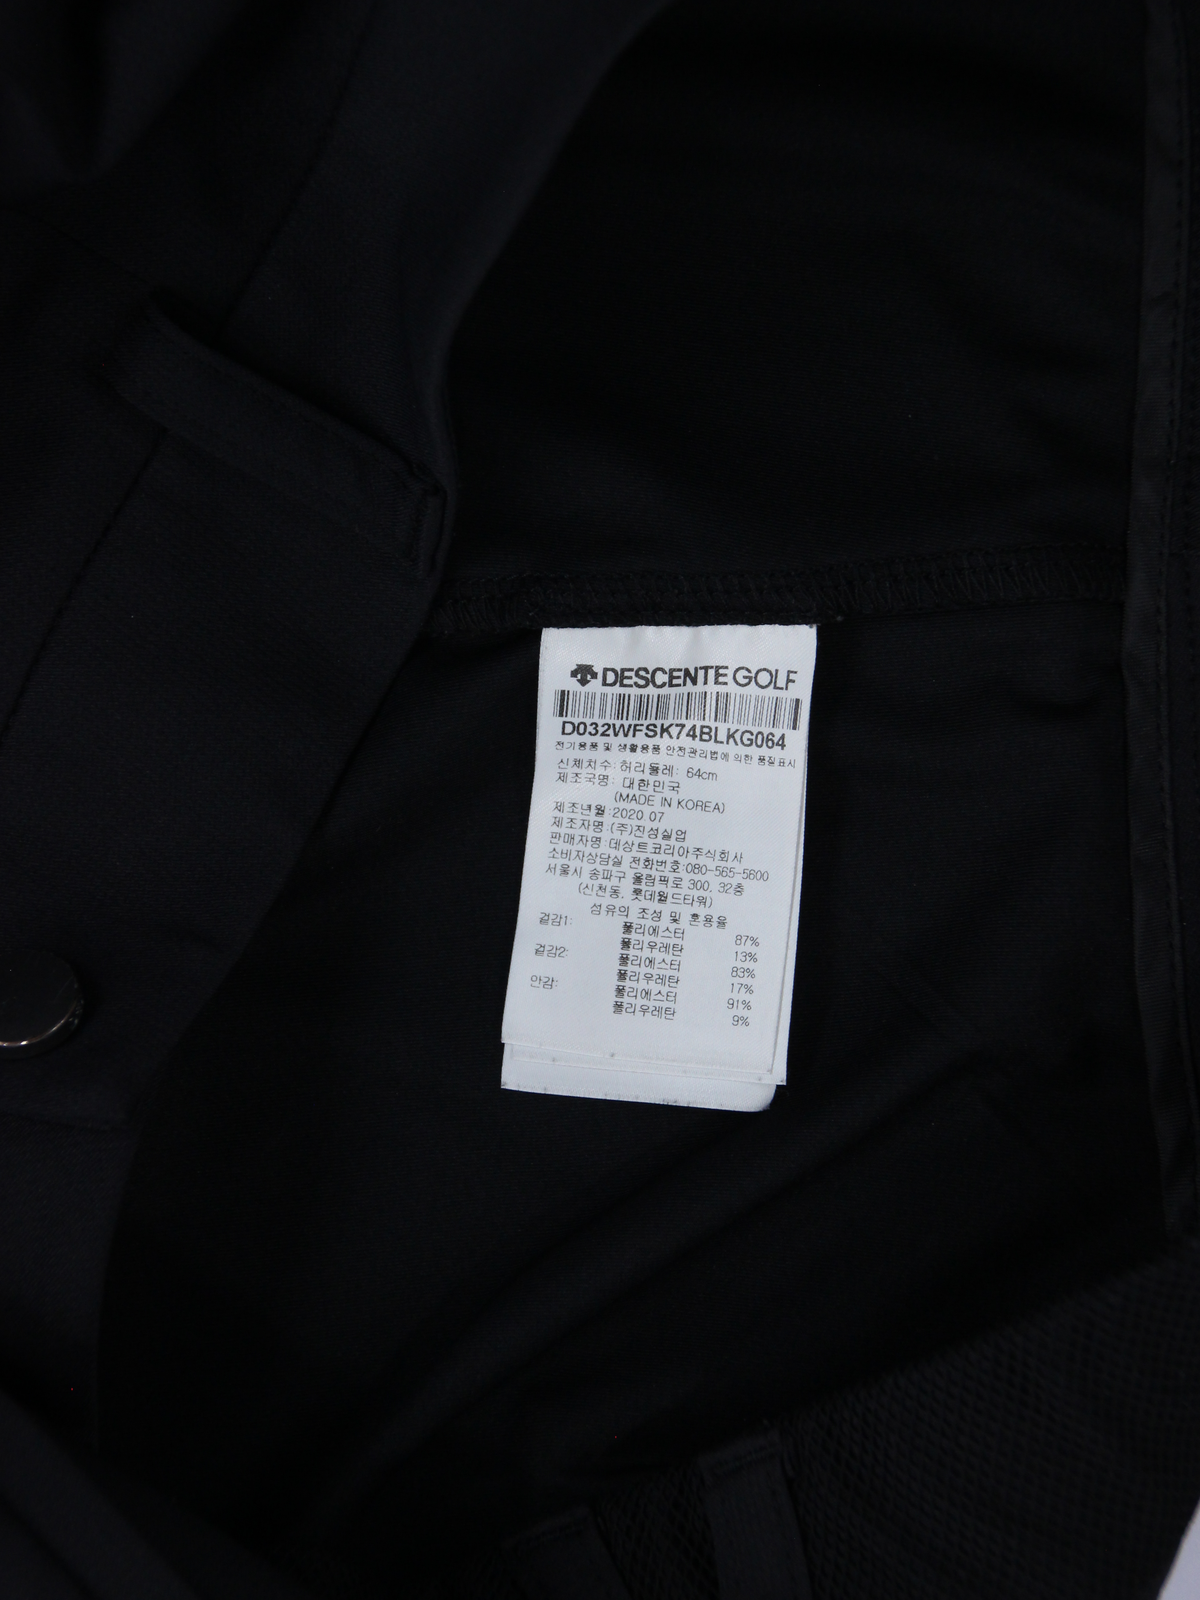 DESCENTE GOLF
D032WFSK74BLKG064
전기용품 및 생활용품 안전관리법에 의한 품질표시
신체치수: 허리둘레: 64cm
제조국명: 대한민국
(MADE IN KOREA)
제조년월:2020.07
제조자명:(주)진성실업
판매자명:데상트코리아주식회사
소비자상담실 전화번호:080-565-5600
서울시 송파구 올림픽로 300, 32층
(신천동, 롯데월드타워)
섬유의 조성 및 혼용율
겉감1: 폴리에스터 87%
폴리우레탄 13%
겉감2: 폴리에스터 83%
폴리우레탄 17%
안감: 폴리에스터 91%
폴리우레탄 9%